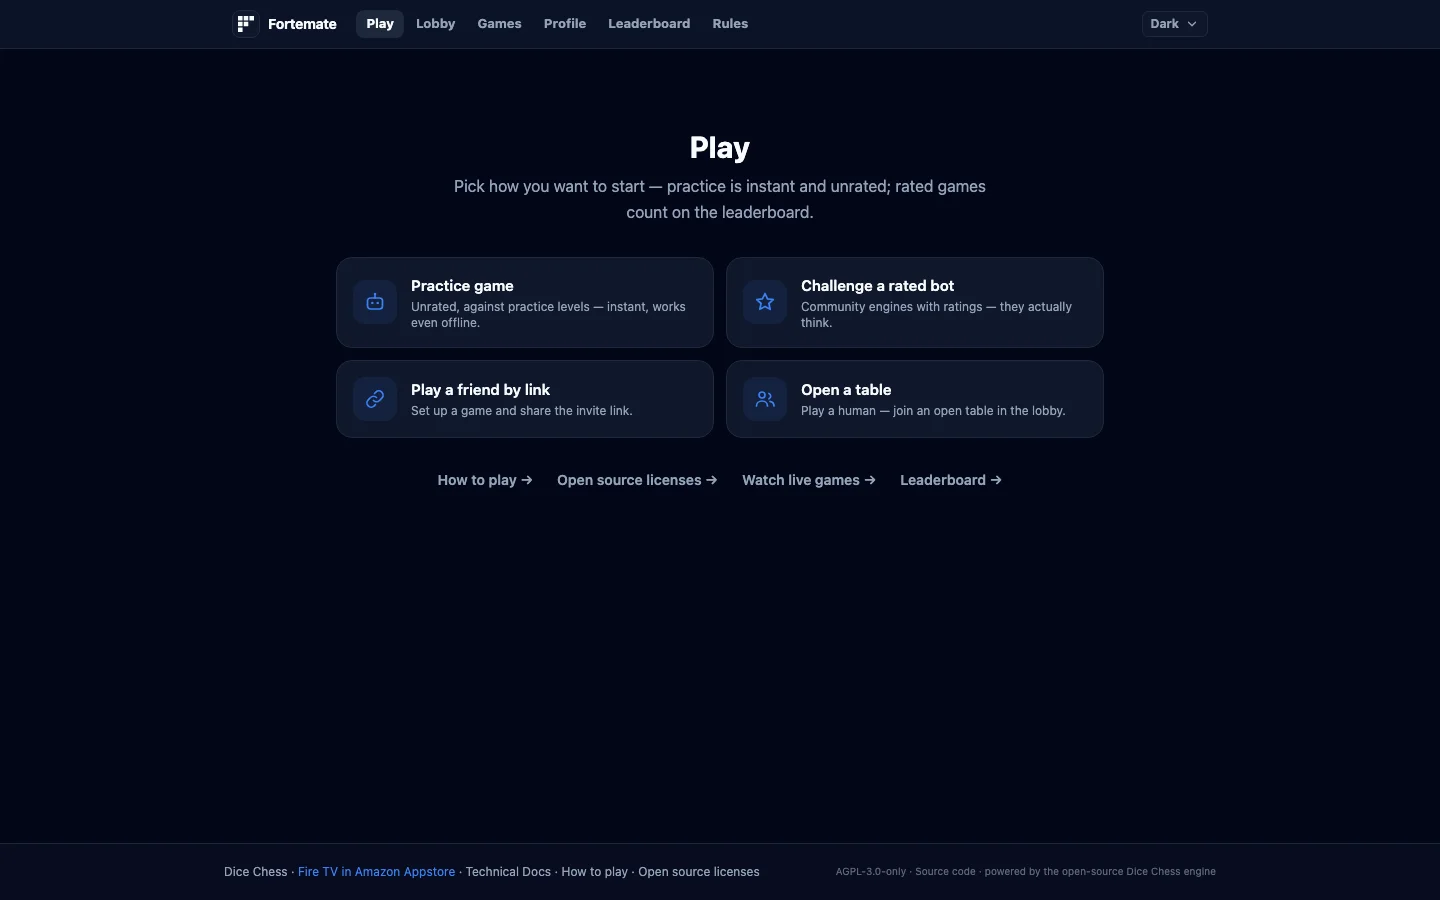 Fortemate
Play
Lobby
Games
Profile
Leaderboard
Rules
Dark
Play
Pick how you want to start — practice is instant and unrated; rated games
count on the leaderboard.
Practice game
Unrated, against practice levels — instant, works
even offline.
Challenge a rated bot
Community engines with ratings — they actually
think.
Play a friend by link
Set up a game and share the invite link.
Open a table
Play a human — join an open table in the lobby.
How to play →
Open source licenses →
Watch live games →
Leaderboard →
Dice Chess · Fire TV in Amazon Appstore · Technical Docs · How to play · Open source licenses
AGPL-3.0-only · Source code · powered by the open-source Dice Chess engine